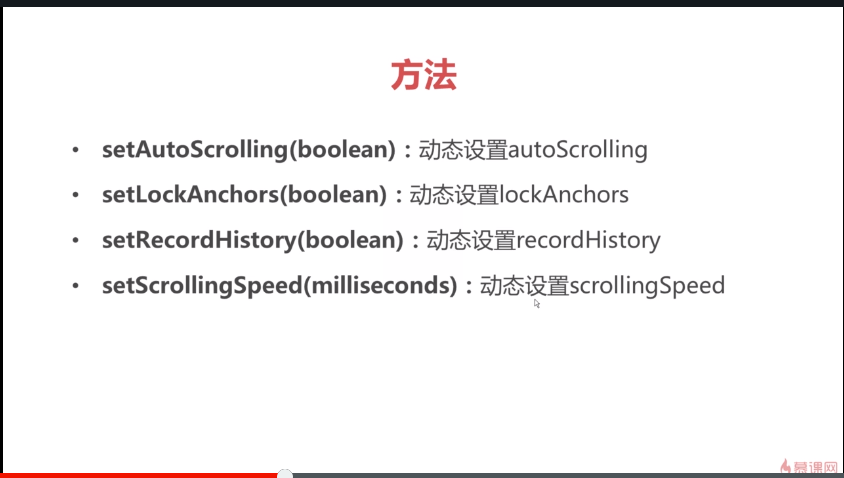 方法
• setAutoScrolling(boolean)：动态设置autoScrolling
• setLockAnchors(boolean)：动态设置lockAnchors
• setRecordHistory(boolean)：动态设置recordHistory
• setScrollingSpeed(milliseconds)：动态设置scrollingSpeed
慕课网